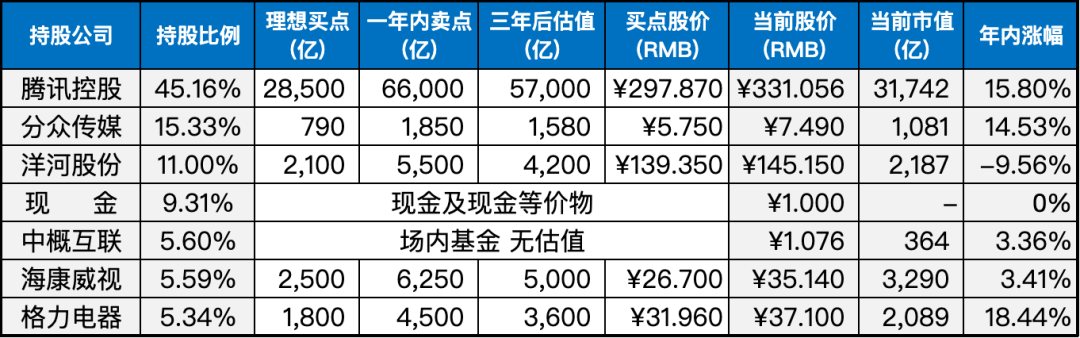 持股公司 持股比例 理想买点(亿) 一年内卖点(亿) 三年后估值(亿) 买点股价(RMB) 当前股价(RMB) 当前市值(亿) 年内涨幅
腾讯控股 45.16% 28,500 66,000 57,000 ¥297.870 ¥331.056 31,742 15.80%
分众传媒 15.33% 790 1,850 1,580 ¥5.750 ¥7.490 1,081 14.53%
洋河股份 11.00% 2,100 5,500 4,200 ¥139.350 ¥145.150 2,187 -9.56%
现 金 9.31% 现金及现金等价物 ¥1.000 – 0%
中概互联 5.60% 场内基金 无估值 ¥1.076 364 3.36%
海康威视 5.59% 2,500 6,250 5,000 ¥26.700 ¥35.140 3,290 3.41%
格力电器 5.34% 1,800 4,500 3,600 ¥31.960 ¥37.100 2,089 18.44%